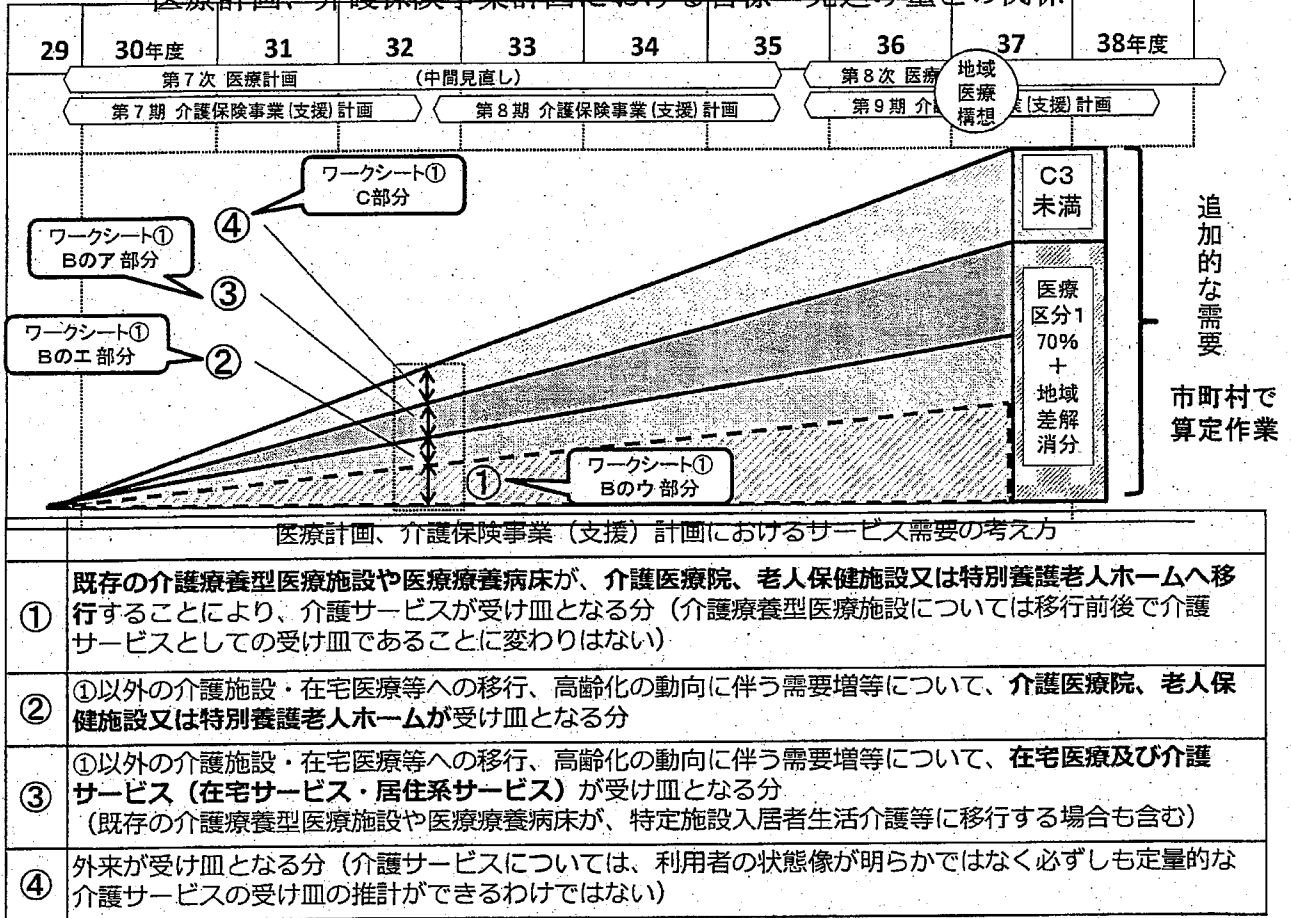 医療計画、介護保険事業計画における目標・見込み量との関係
29 30年度 31 32 33 34 35 36 37 38年度
第7次 医療計画 (中間見直し) 第8次 医療
第7期 介護保険事業(支援)計画 第8期 介護保険事業(支援)計画 第9期 介護 (支援)計画
地域
医療
構想
ワークシート①
C部分
④
ワークシート①
Bのア部分
③
ワークシート①
Bのエ部分
②
ワークシート①
Bのウ部分
①
C3
未満
医療
区分1
70%
+
地域
差解
消分
追加的な需要
市町村で
算定作業
医療計画、介護保険事業(支援)計画におけるサービス需要の考え方
① 既存の介護療養型医療施設や医療療養病床が、介護医療院、老人保健施設又は特別養護老人ホームへ移
行することにより、介護サービスが受け皿となる分(介護療養型医療施設については移行前後で介護
サービスとしての受け皿であることに変わりはない)
② ①以外の介護施設・在宅医療等への移行、高齢化の動向に伴う需要増等について、介護医療院、老人保
健施設又は特別養護老人ホームが受け皿となる分
③ ①以外の介護施設・在宅医療等への移行、高齢化の動向に伴う需要増等について、在宅医療及び介護
サービス(在宅サービス・居住系サービス)が受け皿となる分
(既存の介護療養型医療施設や医療療養病床が、特定施設入居者生活介護等に移行する場合も含む)
④ 外来が受け皿となる分(介護サービスについては、利用者の状態像が明らかではなく必ずしも定量的な
介護サービスの受け皿の推計ができるわけではない)